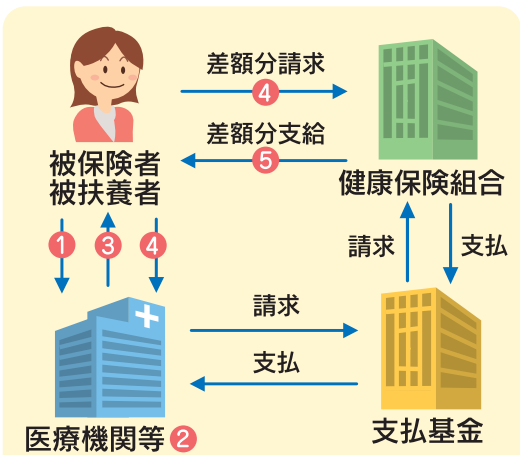 差額分請求
4
差額分支給
5
被保険者
被扶養者
健康保険組合
1
3
4
請求
支払
請求
支払
医療機関等 2
支払基金